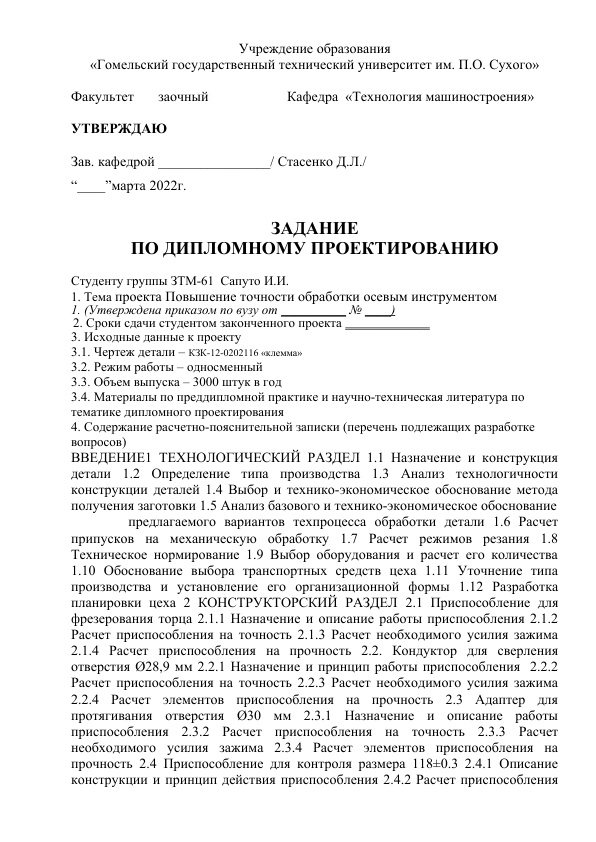 Учреждение образования
«Гомельский государственный технический университет им. П.О. Сухого»
Факультет заочный Кафедра «Технология машиностроения»
УТВЕРЖДАЮ
Зав. кафедрой ________________/ Стасенко Д.Л./
“____”марта 2022г.
ЗАДАНИЕ
ПО ДИПЛОМНОМУ ПРОЕКТИРОВАНИЮ
Студенту группы ЗТМ-61 Сапуто И.И.
1. Тема проекта Повышение точности обработки осевым инструментом
1. (Утверждена приказом по вузу от __________ № ____)
2. Сроки сдачи студентом законченного проекта _____________
3. Исходные данные к проекту
3.1. Чертеж детали – КЗК-12-0202116 «клемма»
3.2. Режим работы – односменный
3.3. Объем выпуска – 3000 штук в год
3.4. Материалы по преддипломной практике и научно-техническая литература по
тематике дипломного проектирования
4. Содержание расчетно-пояснительной записки (перечень подлежащих разработке
вопросов)
ВВЕДЕНИЕ1 ТЕХНОЛОГИЧЕСКИЙ РАЗДЕЛ 1.1 Назначение и конструкция
детали 1.2 Определение типа производства 1.3 Анализ технологичности
конструкции деталей 1.4 Выбор и технико-экономическое обоснование метода
получения заготовки 1.5 Анализ базового и технико-экономическое обоснование
предлагаемого вариантов техпроцесса обработки детали 1.6 Расчет
припусков на механическую обработку 1.7 Расчет режимов резания 1.8
Техническое нормирование 1.9 Выбор оборудования и расчет его количества
1.10 Обоснование выбора транспортных средств цеха 1.11 Уточнение типа
производства и установление его организационной формы 1.12 Разработка
планировки цеха 2 КОНСТРУКТОРСКИЙ РАЗДЕЛ 2.1 Приспособление для
фрезерования торца 2.1.1 Назначение и описание работы приспособления 2.1.2
Расчет приспособления на точность 2.1.3 Расчет необходимого усилия зажима
2.1.4 Расчет приспособления на прочность 2.2. Кондуктор для сверления
отверстия Ø28,9 мм 2.2.1 Назначение и принцип работы приспособления 2.2.2
Расчет приспособления на точность 2.2.3 Расчет необходимого усилия зажима
2.2.4 Расчет элементов приспособления на прочность 2.3 Адаптер для
протягивания отверстия Ø30 мм 2.3.1 Назначение и описание работы
приспособления 2.3.2 Расчет приспособления на точность 2.3.3 Расчет
необходимого усилия зажима 2.3.4 Расчет элементов приспособления на
прочность 2.4 Приспособление для контроля размера 118±0.3 2.4.1 Описание
конструкции и принцип действия приспособления 2.4.2 Расчет приспособления